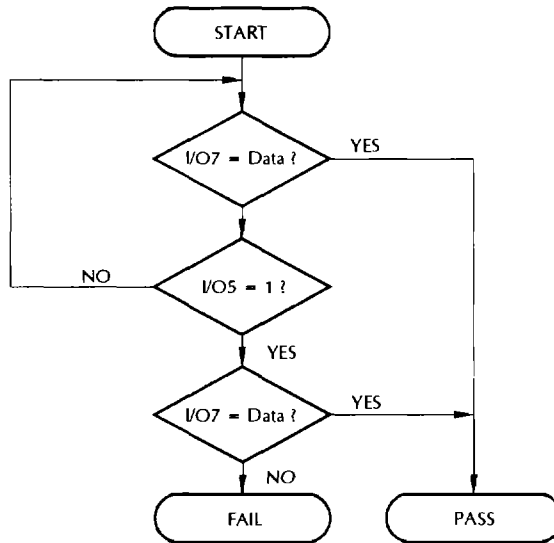 START
I/O7 = Data ?
YES
NO
I/O5 = 1 ?
YES
I/O7 = Data ?
YES
NO
FAIL
PASS